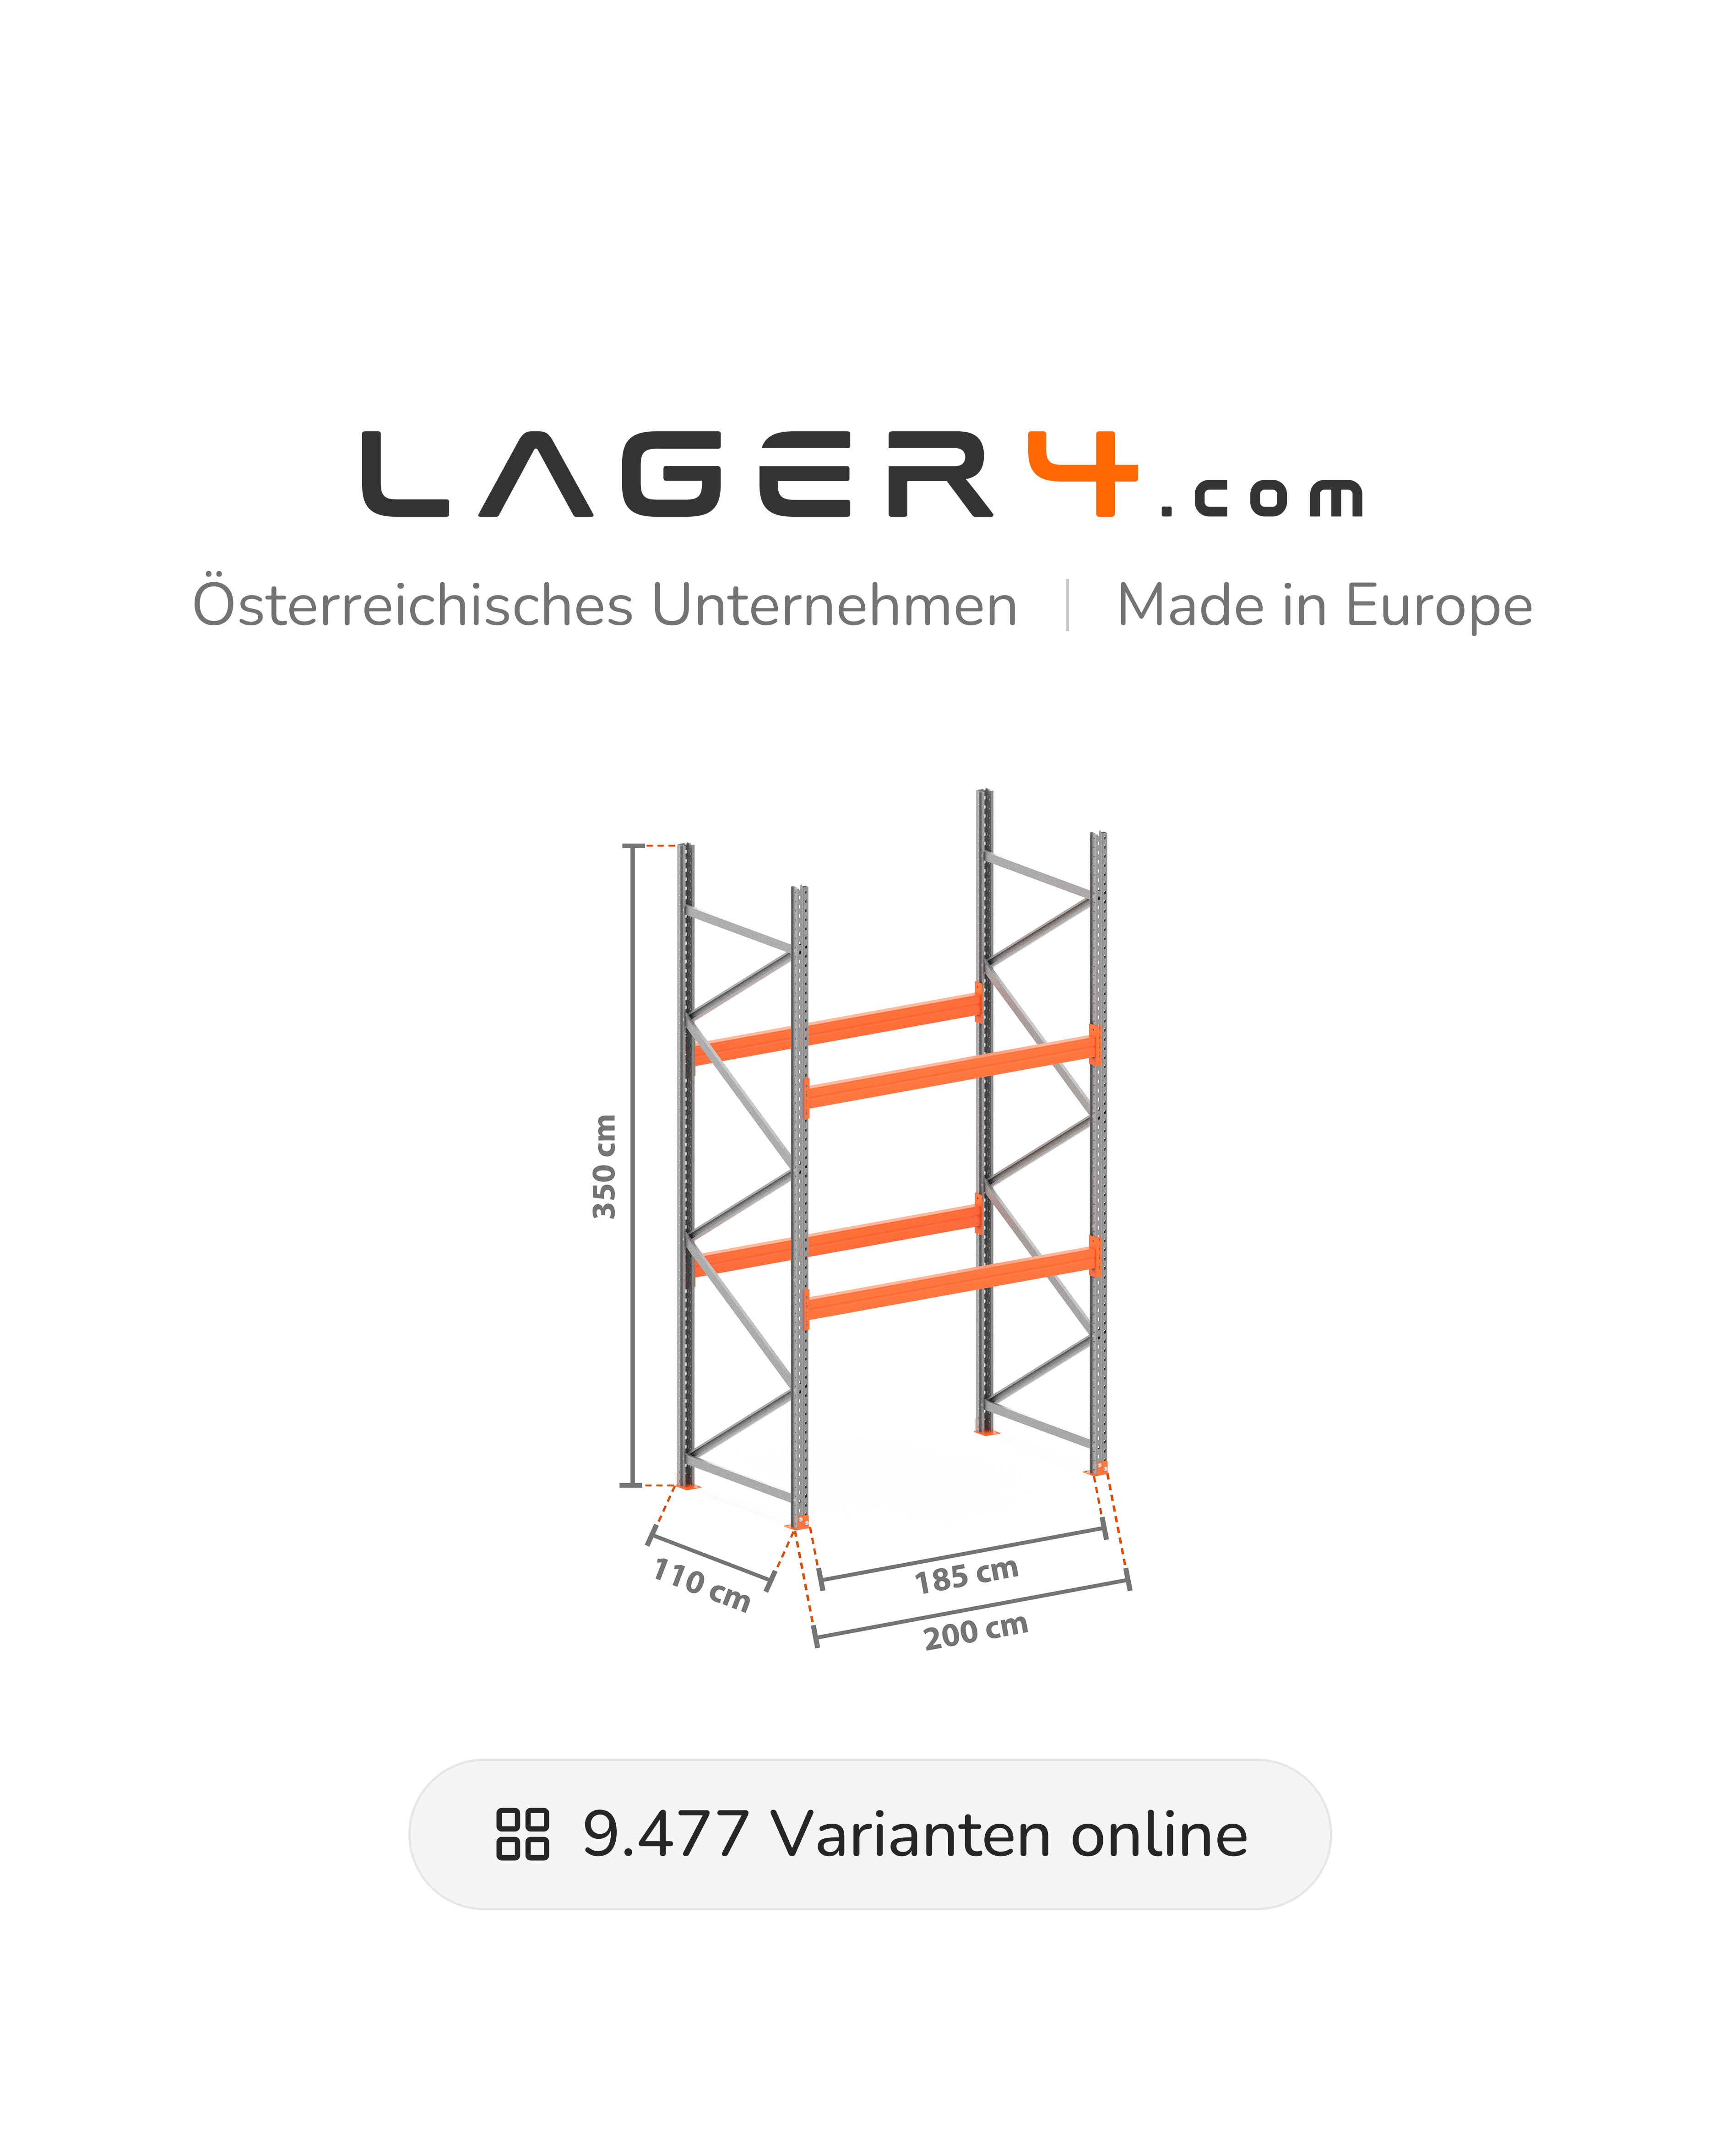 LAGER4.com
Österreichisches Unternehmen | Made in Europe
350 cm
110 cm
185 cm
200 cm
9.477 Varianten online